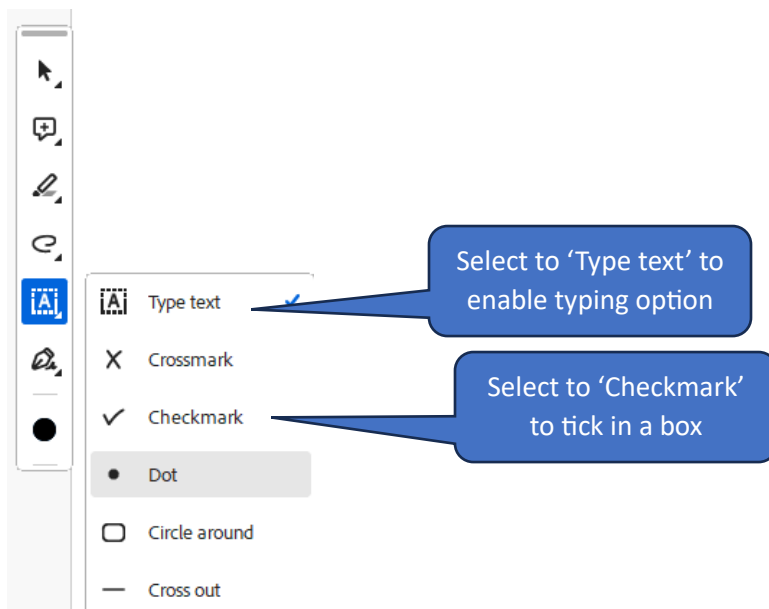 Select to ‘Type text’ to
enable typing option
Type text
Crossmark
Select to ‘Checkmark’
to tick in a box
Checkmark
Dot
Circle around
Cross out